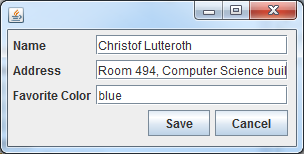 Name Christof Lutteroth
Address Room 494, Computer Science buil
Favorite Color blue
Save Cancel